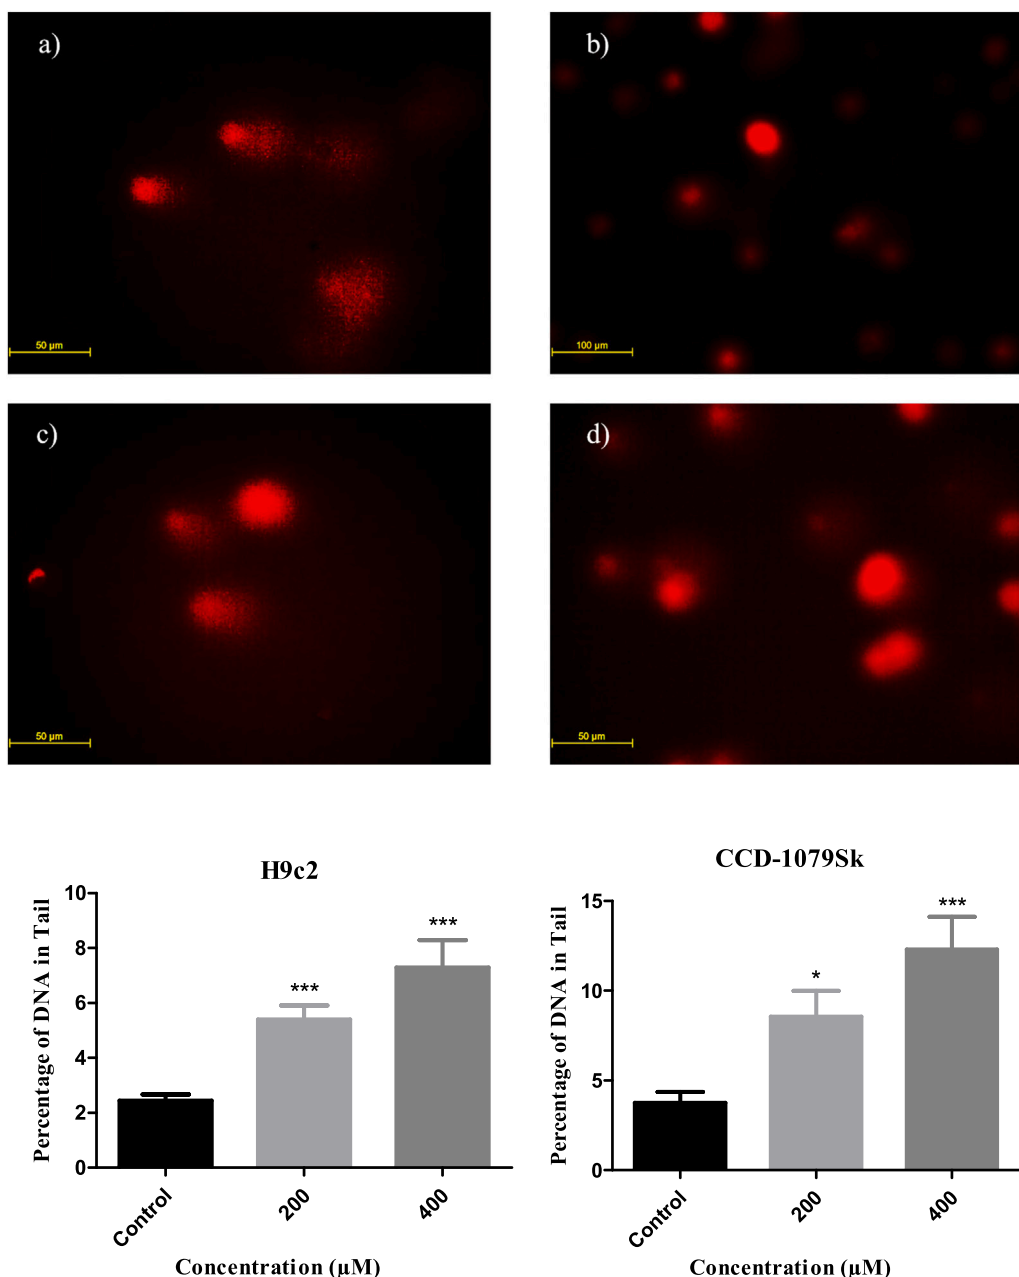 a)
b)
50 µm
100 µm
c)
d)
50 µm
50 µm
H9c2
Percentage of DNA in Tail
10
8
6
4
2
0
***
***
Control
200
400
Concentration (µM)
CCD-1079Sk
Percentage of DNA in Tail
15
10
5
0
*
***
Control
200
400
Concentration (µM)